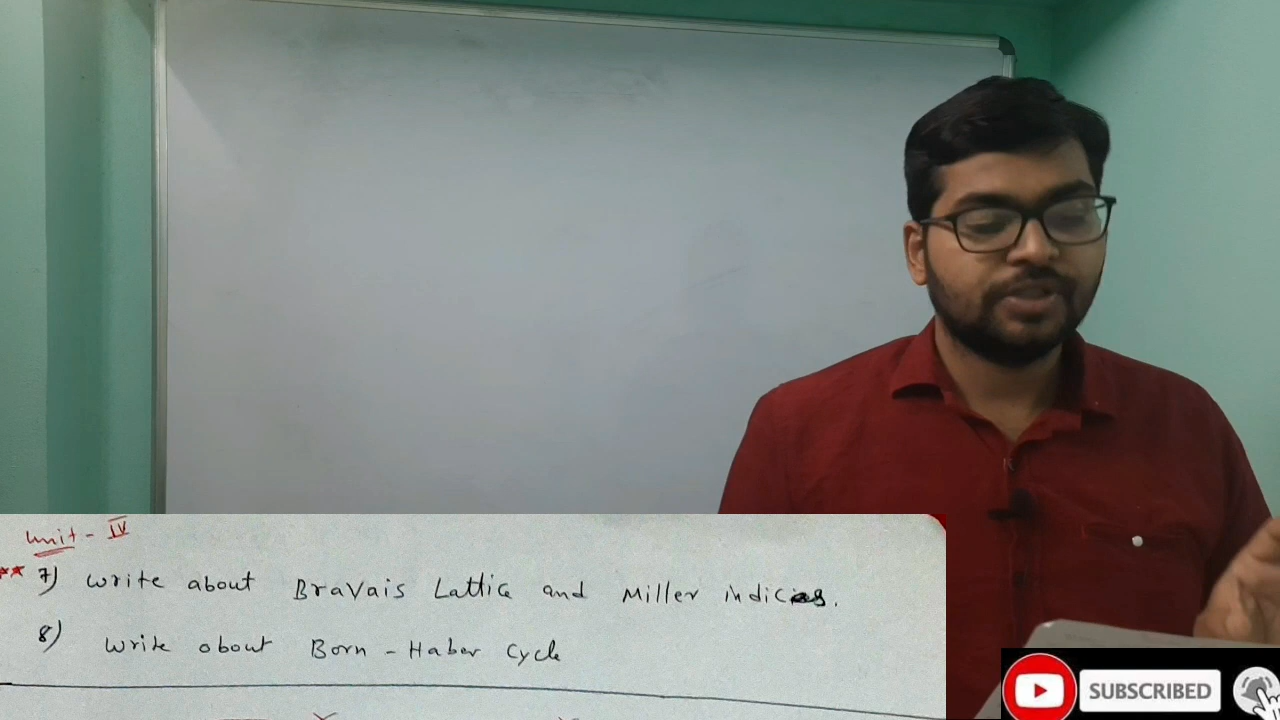 Unit - IV
** 7) write about BraVais Lattice and Miller indices.
8) write about Born - Haber cycle
SUBSCRIBED